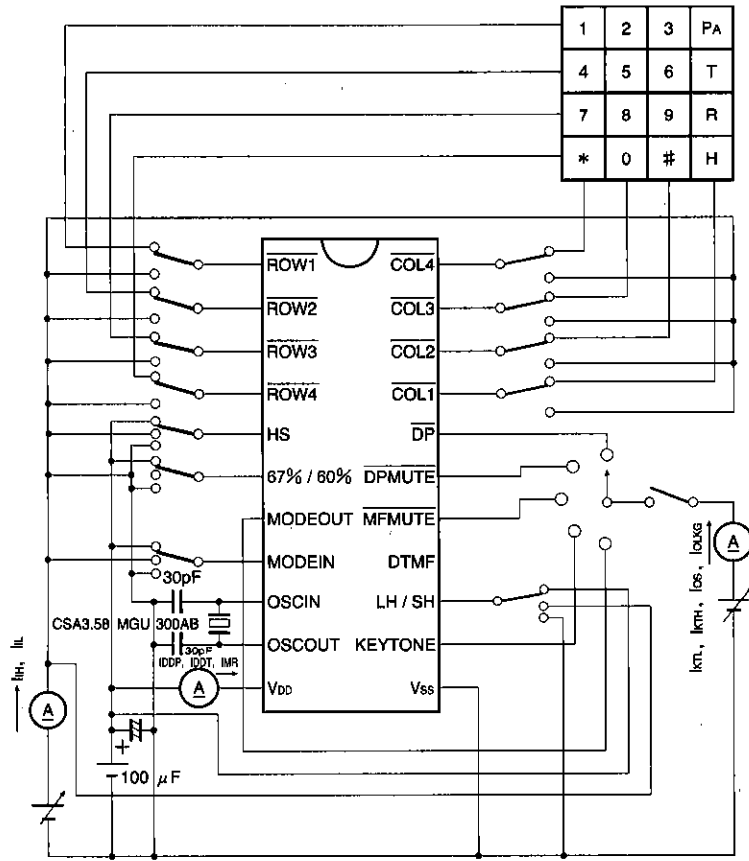 1 2 3 PA
4 5 6 T
7 8 9 R
* 0 # H
ROW1 COL4
ROW2 COL3
ROW3 COL2
ROW4 COL1
HS DP
67% / 60% DPMUTE
MODEOUT MFMUTE
MODEIN DTMF
30pF
OSCIN LH / SH
CSA3.58 MGU 300AB
OSCOUT KEYTONE
30pF
IDDP, IDDT, IMR
VDD VSS
A
A
A
IIH, IIL
IKTL, IKTH, IOS, IOLKG
+
100 μF